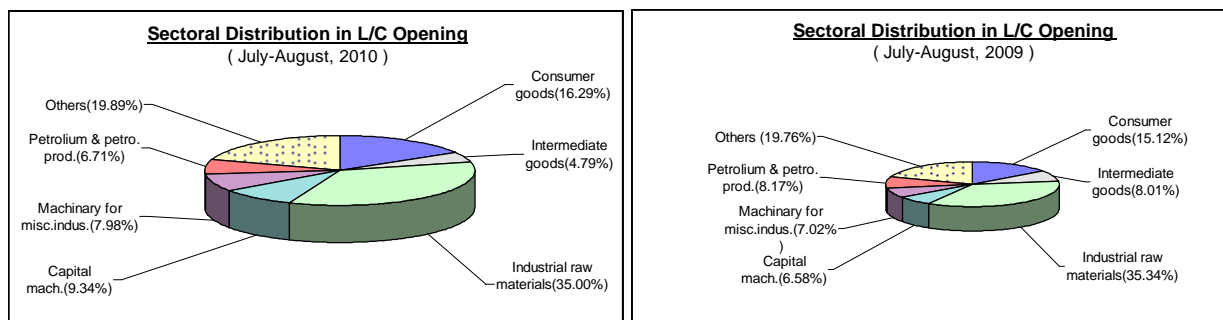 Sectoral Distribution in L/C Opening
( July-August, 2010 )
Consumer
goods(16.29%)
Others(19.89%)
Petrolium & petro.
prod.(6.71%)
Intermediate
goods(4.79%)
Machinary for
misc.indus.(7.98%)
Capital
mach.(9.34%)
Industrial raw
materials(35.00%)
Sectoral Distribution in L/C Opening
( July-August, 2009 )
Consumer
goods(15.12%)
Others (19.76%)
Petrolium & petro.
prod.(8.17%)
Intermediate
goods(8.01%)
Machinary for
misc.indus.(7.02%
)
Capital
mach.(6.58%)
Industrial raw
materials(35.34%)